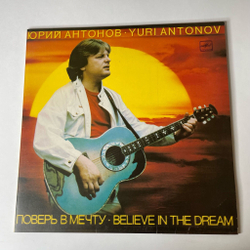 ЮРИЙ АНТОНОВ · YURI ANTONOV
ПОВЕРЬ В МЕЧТУ · BELIEVE IN THE DREAM